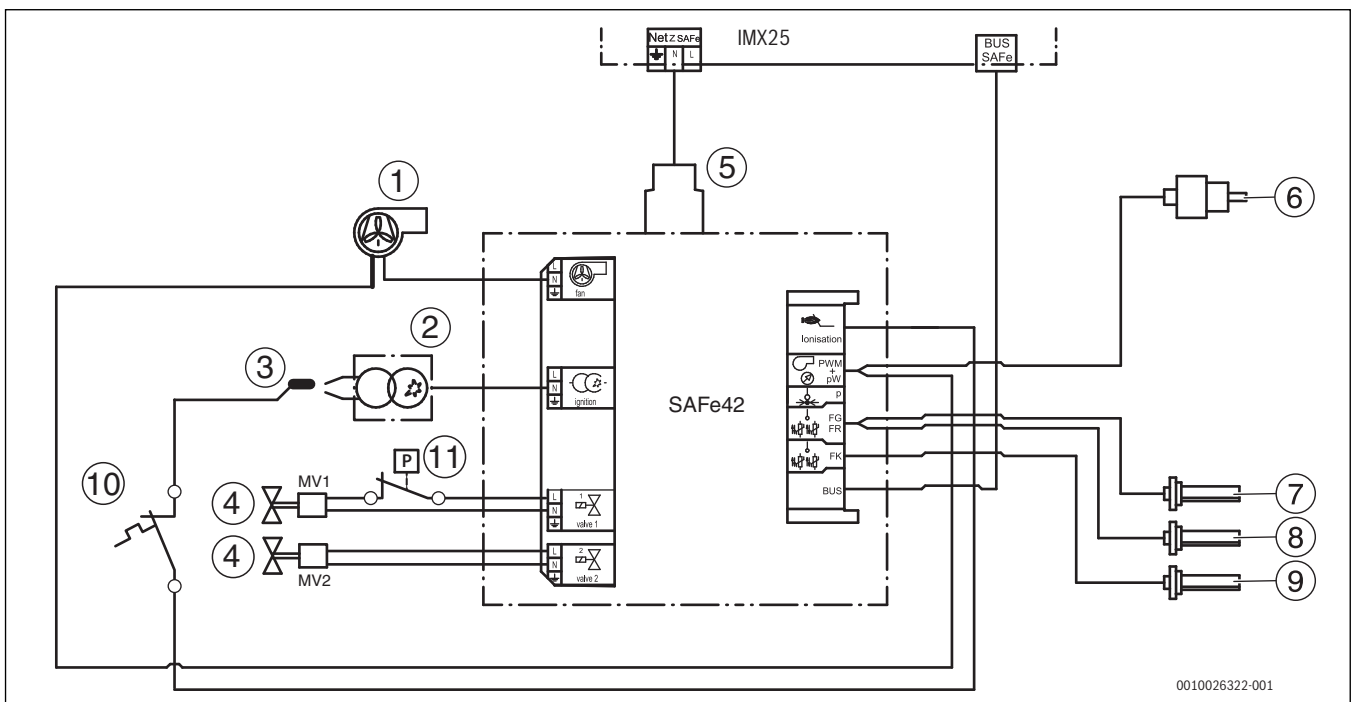 Netz SAFe
N L
IMX25
BUS
SAFe
5
1
6
L
N
fan
2
Ionisation
3
PWM
+
pW
L
N
ignition
SAFe42
p
FG
FR
P
11
FK
10
4
MV1
1
L
N
valve 1
BUS
7
4
MV2
2
L
N
valve 2
8
9
0010026322-001